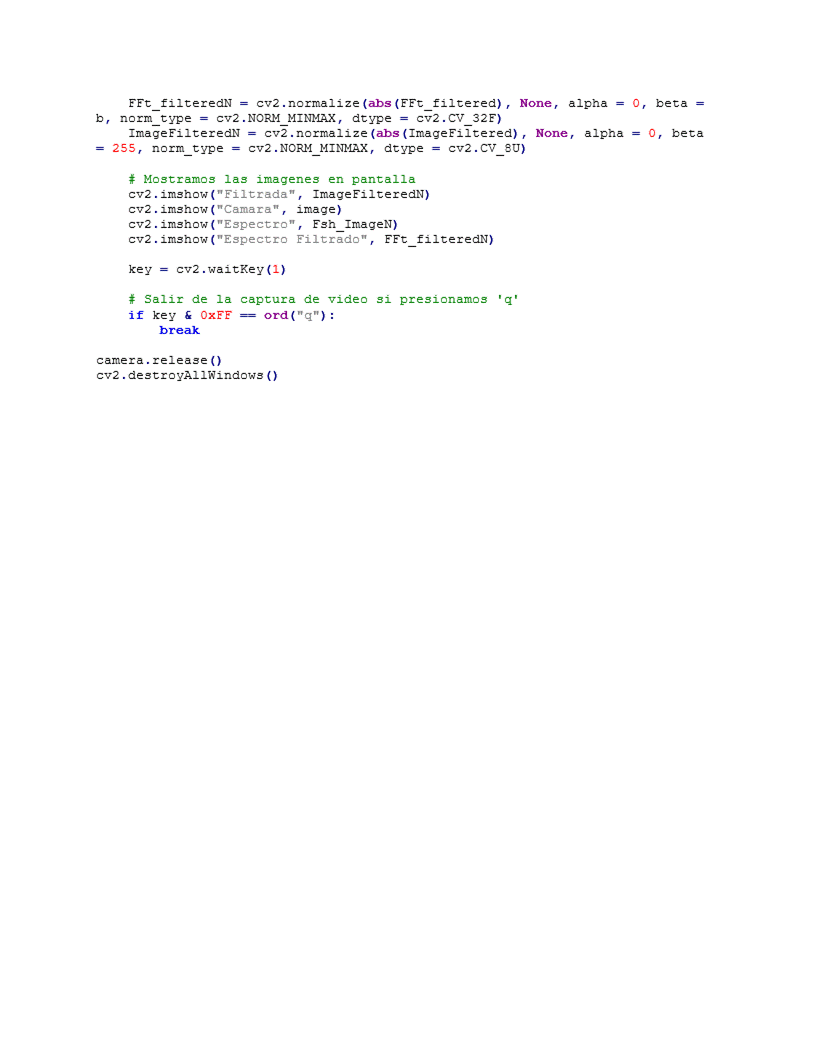 FFt_filteredN = cv2.normalize(abs(FFt_filtered), None, alpha = 0, beta =
b, norm_type = cv2.NORM_MINMAX, dtype = cv2.CV_32F)
    ImageFilteredN = cv2.normalize(abs(ImageFiltered), None, alpha = 0, beta
= 255, norm_type = cv2.NORM_MINMAX, dtype = cv2.CV_8U)

    # Mostramos las imagenes en pantalla
    cv2.imshow("Filtrada", ImageFilteredN)
    cv2.imshow("Camara", image)
    cv2.imshow("Espectro", Fsh_ImageN)
    cv2.imshow("Espectro Filtrado", FFt_filteredN)

    key = cv2.waitKey(1)

    # Salir de la captura de video si presionamos 'q'
    if key & 0xFF == ord("q"):
        break

camera.release()
cv2.destroyAllWindows()